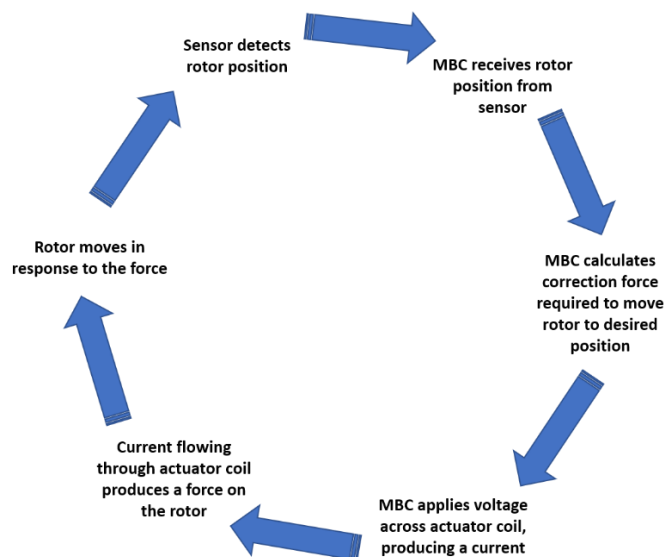 Sensor detects
rotor position
MBC receives rotor
position from
sensor
MBC calculates
correction force
required to move
rotor to desired
position
MBC applies voltage
across actuator coil,
producing a current
Current flowing
through actuator coil
produces a force on
the rotor
Rotor moves in
response to the force